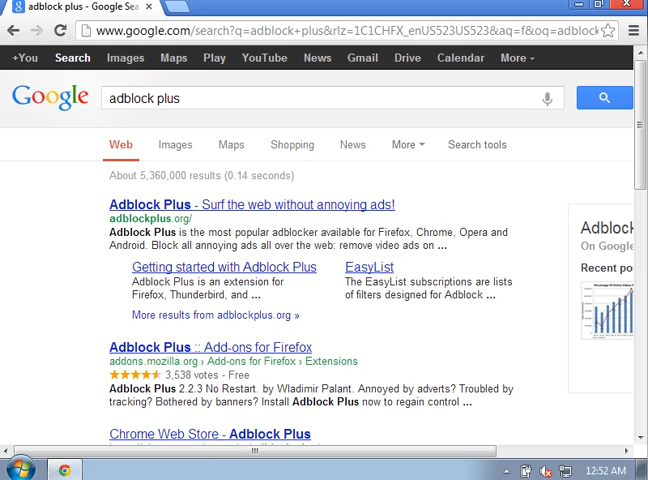 adblock plus - Google Sea
www.google.com/search?q=adblock+plus&rlz=1C1CHFX_enUS523US523&aq=f&oq=adblock
+You Search Images Maps Play YouTube News Gmail Drive Calendar More
Google
adblock plus
Web Images Maps Shopping News More Search tools
About 5,360,000 results (0.14 seconds)
Adblock Plus - Surf the web without annoying ads!
adblockplus.org/
Adblock Plus is the most popular adblocker available for Firefox, Chrome, Opera and
Android. Block all annoying ads all over the web: remove video ads on ...
Getting started with Adblock Plus
Adblock Plus is an extension for
Firefox, Thunderbird, and ...
EasyList
The EasyList subscriptions are lists
of filters designed for Adblock ...
More results from adblockplus.org »
Adblock Plus :: Add-ons for Firefox
addons.mozilla.org › Add-ons for Firefox › Extensions
3,538 votes - Free
Adblock Plus 2.2.3 No Restart. by Wladimir Palant. Annoyed by adverts? Troubled by
tracking? Bothered by banners? Install Adblock Plus now to regain control ...
Chrome Web Store - Adblock Plus
Adbloc
On Google
Recent po
12:52 AM